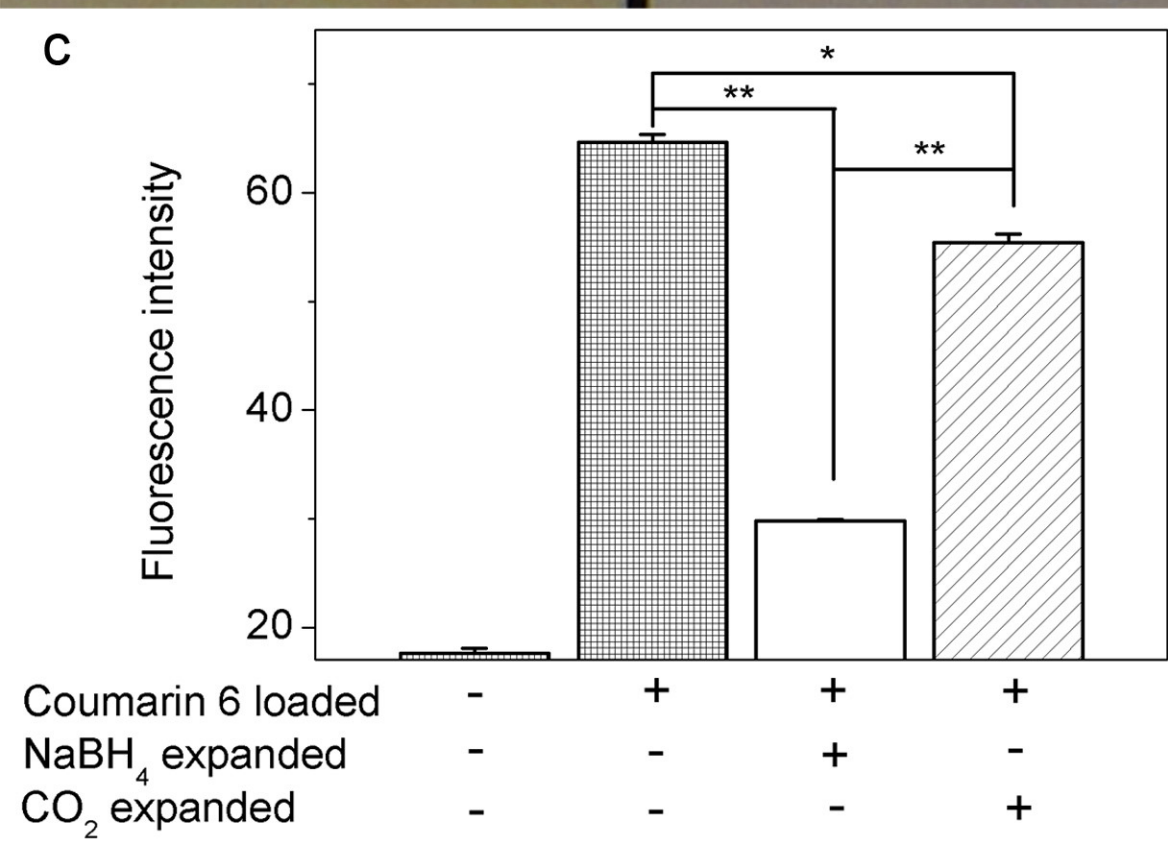 C
*
**
**
60
40
20
Fluorescence intensity
Coumarin 6 loaded - + + +
NaBH₄ expanded - - + -
CO₂ expanded - - - +